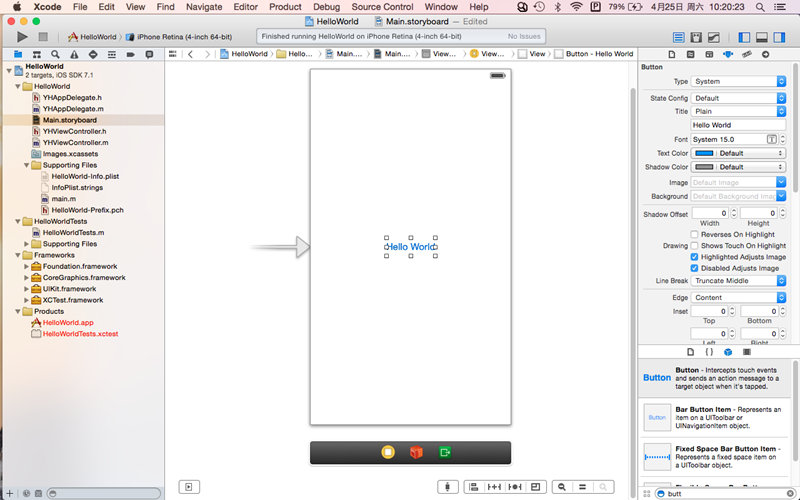 Xcode File Edit View Find Navigate Editor Product Debug Source Control Window Help 79% 4月25日 周六 10:20:23
HelloWorld Main.storyboard — Edited
HelloWorld iPhone Retina (4-inch 64-bit) Finished running HelloWorld on iPhone Retina (4-inch 64-bit) No Issues
HelloWorld Hello... Main.... Main.... View... View... View Button - Hello World
HelloWorld
2 targets, iOS SDK 7.1
HelloWorld
YHAppDelegate.h
YHAppDelegate.m
Main.storyboard
YHViewController.h
YHViewController.m
Images.xcassets
Supporting Files
HelloWorld-Info.plist
InfoPlist.strings
main.m
HelloWorld-Prefix.pch
HelloWorldTests
HelloWorldTests.m
Supporting Files
Frameworks
Foundation.framework
CoreGraphics.framework
UIKit.framework
XCTest.framework
Products
HelloWorld.app
HelloWorldTests.xctest
Hello World
Button
Type System
State Config Default
Title Plain
Hello World
Font System 15.0
Text Color Default
Shadow Color Default
Image Default Image
Background Default Background Imag
Shadow Offset 0 0
Width Height
Reverses On Highlight
Drawing Shows Touch On Highlight
Highlighted Adjusts Image
Disabled Adjusts Image
Line Break Truncate Middle
Edge Content
Inset 0 0
Top Bottom
0 0
Left Right
Button
Button - Intercepts touch events
and sends an action message to a
target object when it's tapped.
Button
Bar Button Item - Represents an
item on a UIToolbar or
UINavigationItem object.
Fixed Space Bar Button Item -
Represents a fixed space item on
a UIToolbar object.
butt